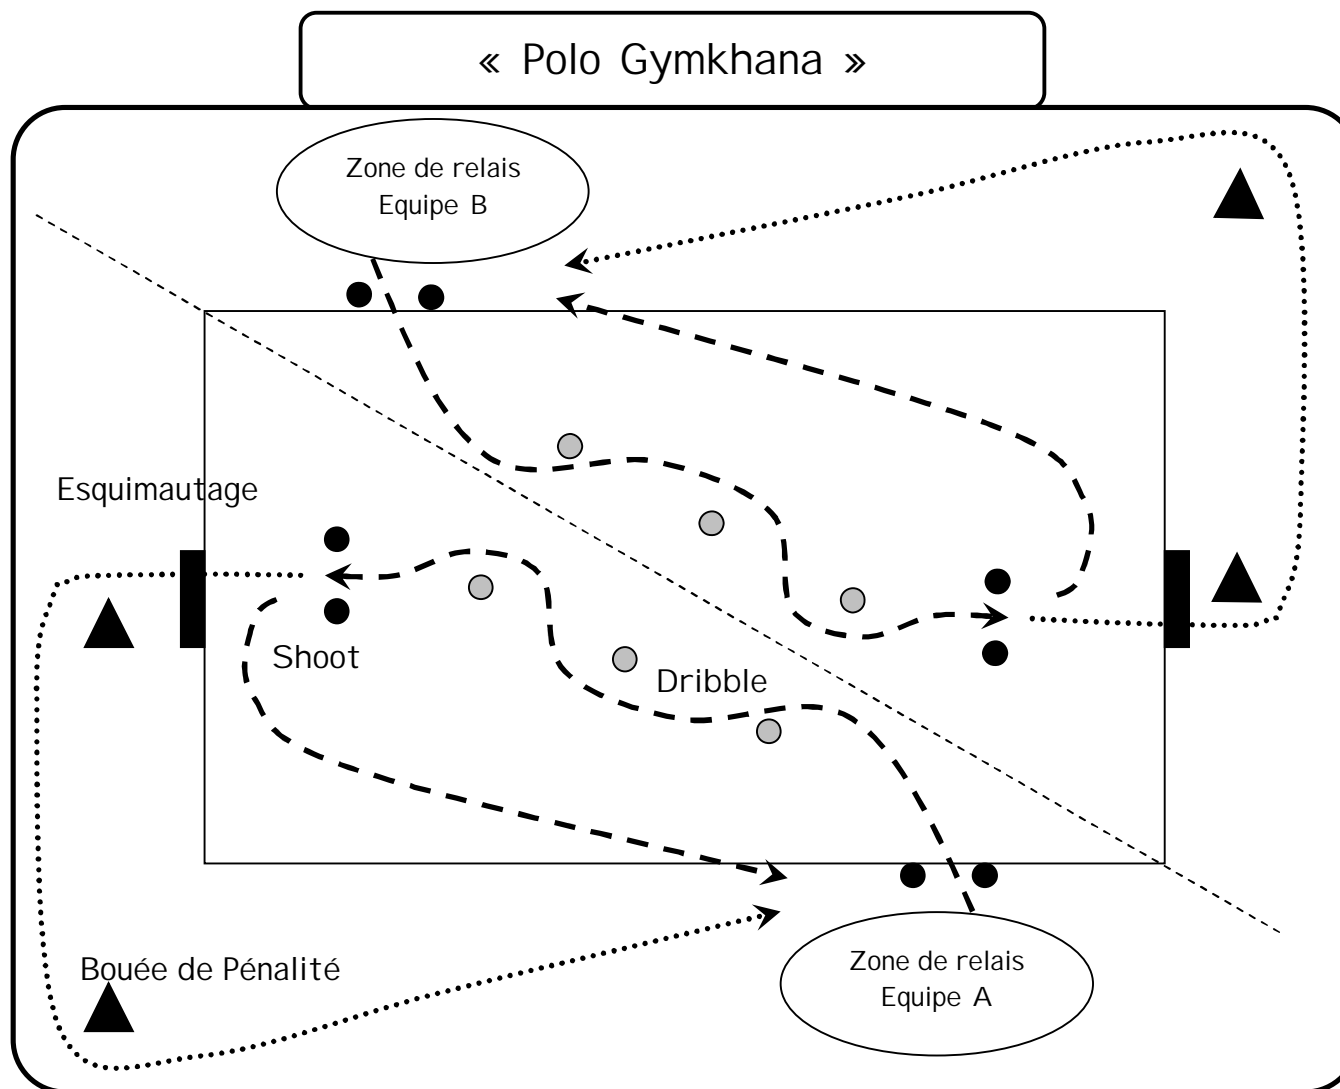 « Polo Gymkhana »
Zone de relais
Equipe B
Esquimautage
Shoot
Dribble
Bouée de Pénalité
Zone de relais
Equipe A